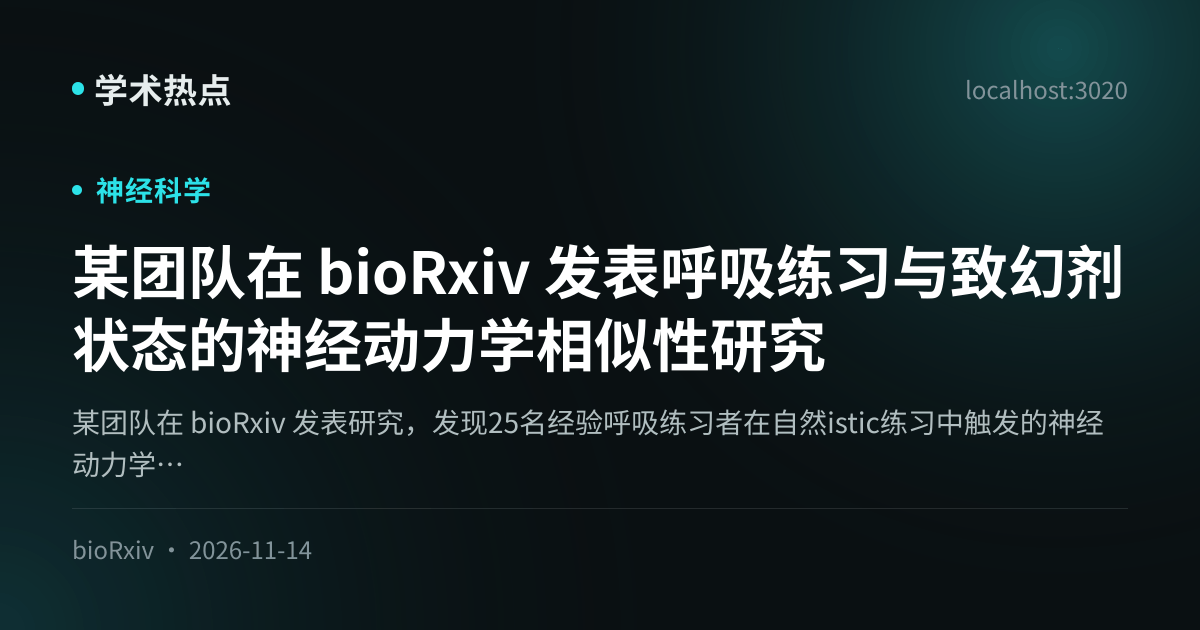 学术热点
localhost:3020
神经科学
某团队在 bioRxiv 发表呼吸练习与致幻剂
状态的神经动力学相似性研究
某团队在 bioRxiv 发表研究，发现25名经验呼吸练习者在自然istic练习中触发的神经
动力学…
bioRxiv · 2026-11-14